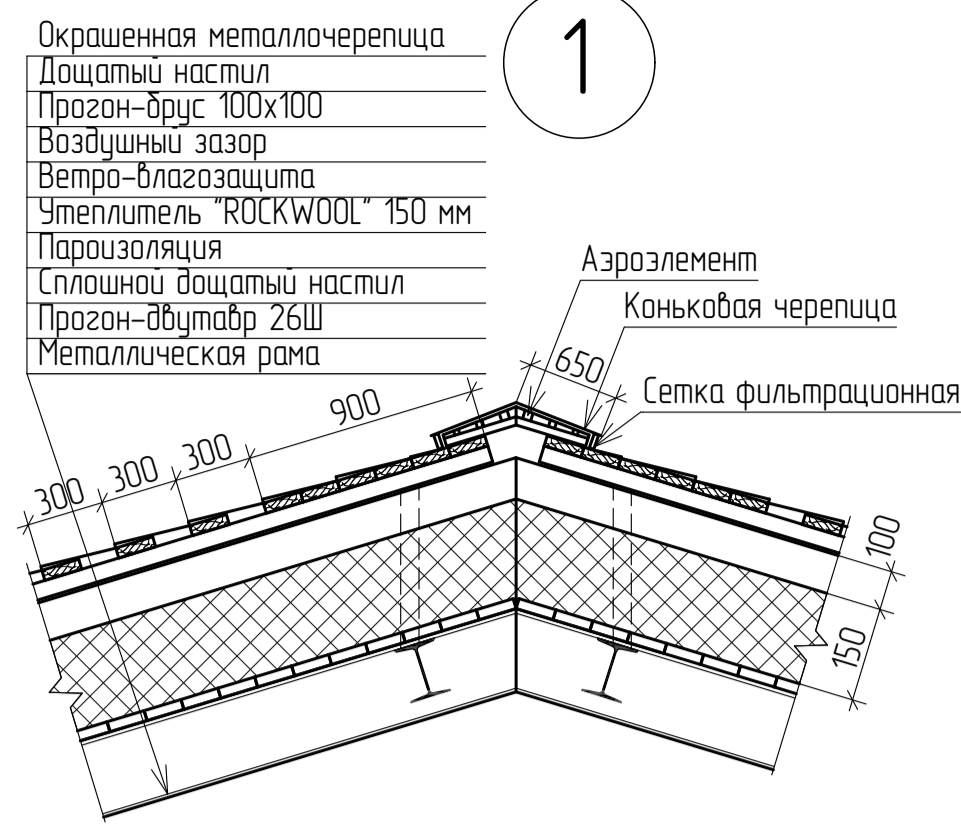 Окрашенная металлочерепица
Дощатый настил
Прогон-брус 100х100
Воздушный зазор
Ветро-влагозащита
Утеплитель "ROCKWOOL" 150 мм
Пароизоляция
Сплошной дощатый настил
Прогон-двутавр 26Ш
Металлическая рама
1
Аэроэлемент
Коньковая черепица
Сетка фильтрационная
650
900
300
300
300
100
150